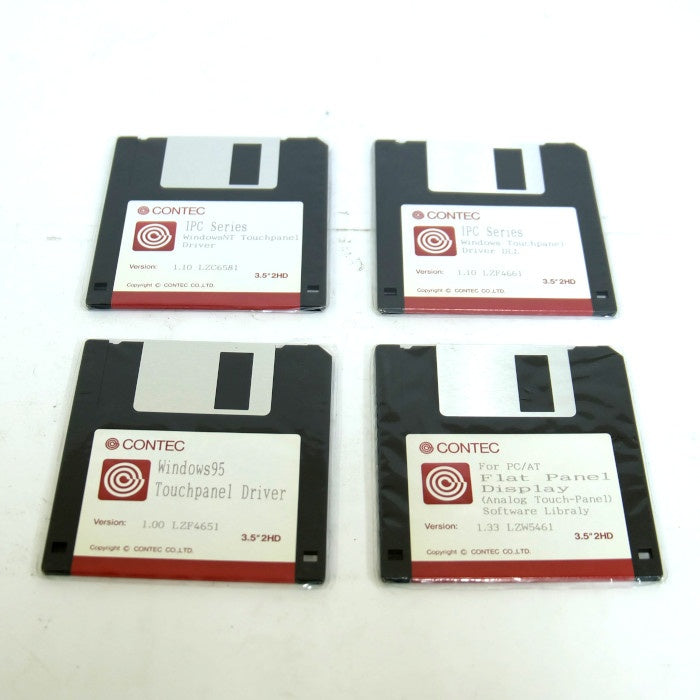 CONTEC
IPC Series
WindowsNT Touchpanel
Driver
Version: 1.10 LZC6581
3.5"2HD
Copyright © CONTEC CO.,LTD.
CONTEC
IPC Series
Windows Touchpanel
Driver DLL
Version: 1.10 LZF4661
3.5"2HD
Copyright © CONTEC CO.,LTD.
CONTEC
Windows95
Touchpanel Driver
Version: 1.00 LZF4651
3.5"2HD
Copyright © CONTEC CO.,LTD.
CONTEC
For PC/AT
Flat Panel
Display
(Analog Touch-Panel)
Software Libraly
Version: 1.33 LZW5461
3.5"2HD
Copyright © CONTEC CO.,LTD.